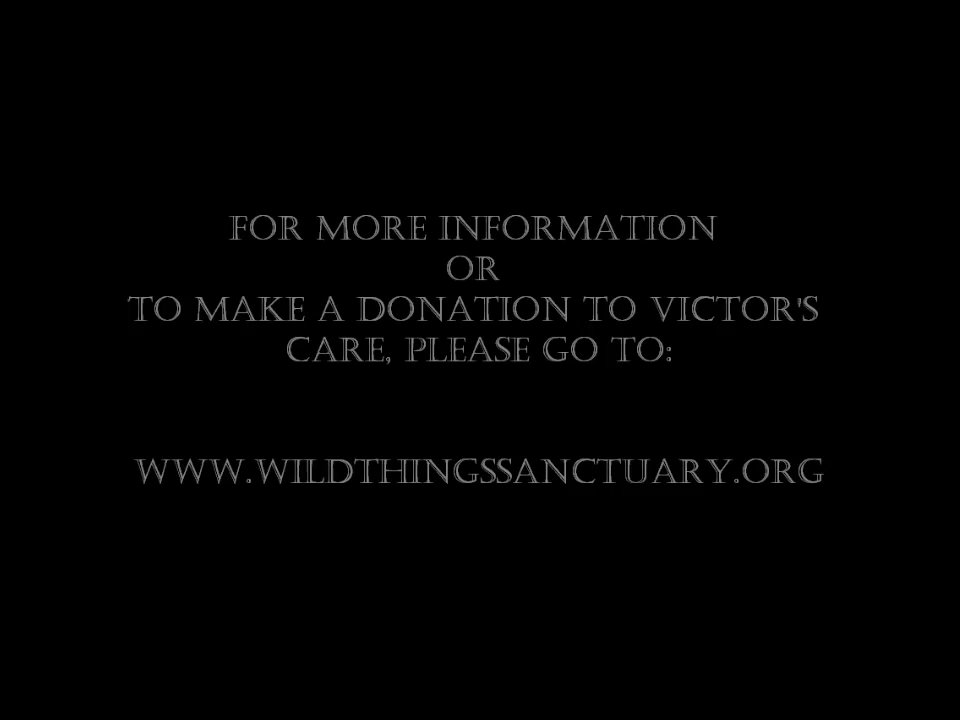 FOR MORE INFORMATION
OR
TO MAKE A DONATION TO VICTOR'S
CARE, PLEASE GO TO:
WWW.WILDTHINGSSANCTUARY.ORG